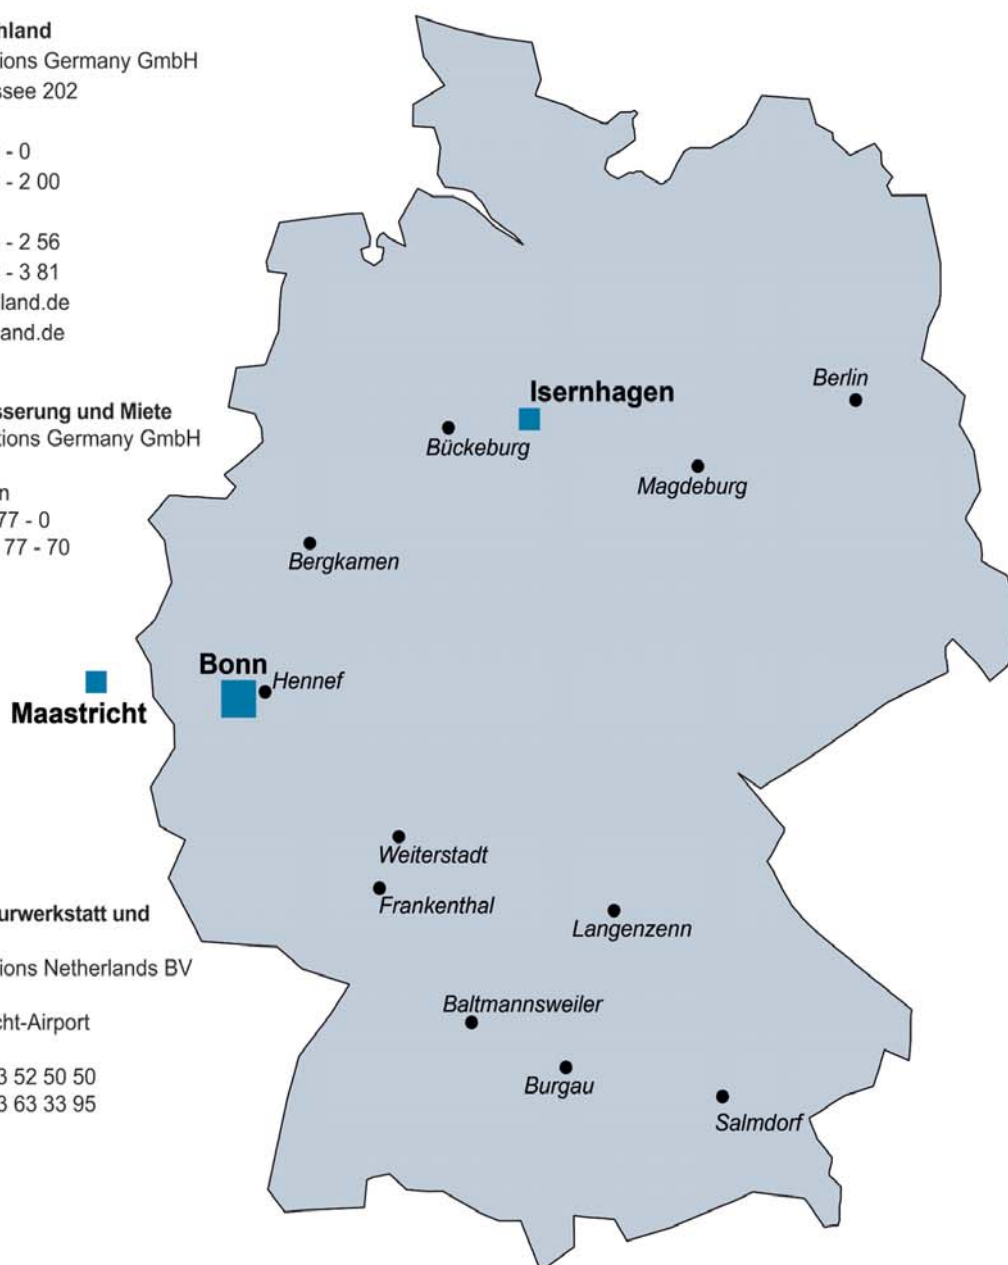 hland
ions Germany GmbH
ssee 202
- 0
- 2 00
- 2 56
- 3 81
land.de
and.de
sserung und Miete
tions Germany GmbH
n
77 - 0
77 - 70
urwerkstatt und
ions Netherlands BV
cht-Airport
3 52 50 50
3 63 33 95
Isernhagen
Berlin
Bückeburg
Magdeburg
Bergkamen
Bonn
Hennef
Maastricht
Weiterstadt
Frankenthal
Langenzenn
Baltmannsweiler
Burgau
Salmdorf